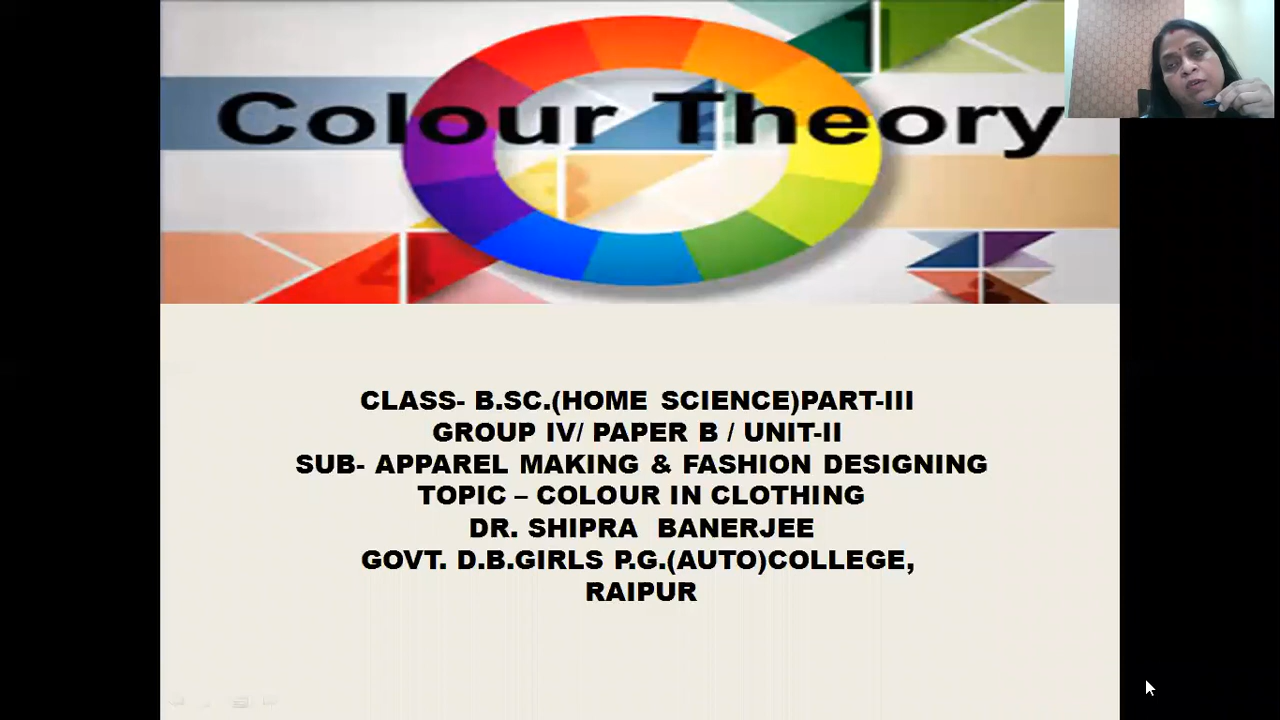 Colour Theory
CLASS- B.SC.(HOME SCIENCE)PART-III
GROUP IV/ PAPER B / UNIT-II
SUB- APPAREL MAKING & FASHION DESIGNING
TOPIC – COLOUR IN CLOTHING
DR. SHIPRA BANERJEE
GOVT. D.B.GIRLS P.G.(AUTO)COLLEGE,
RAIPUR